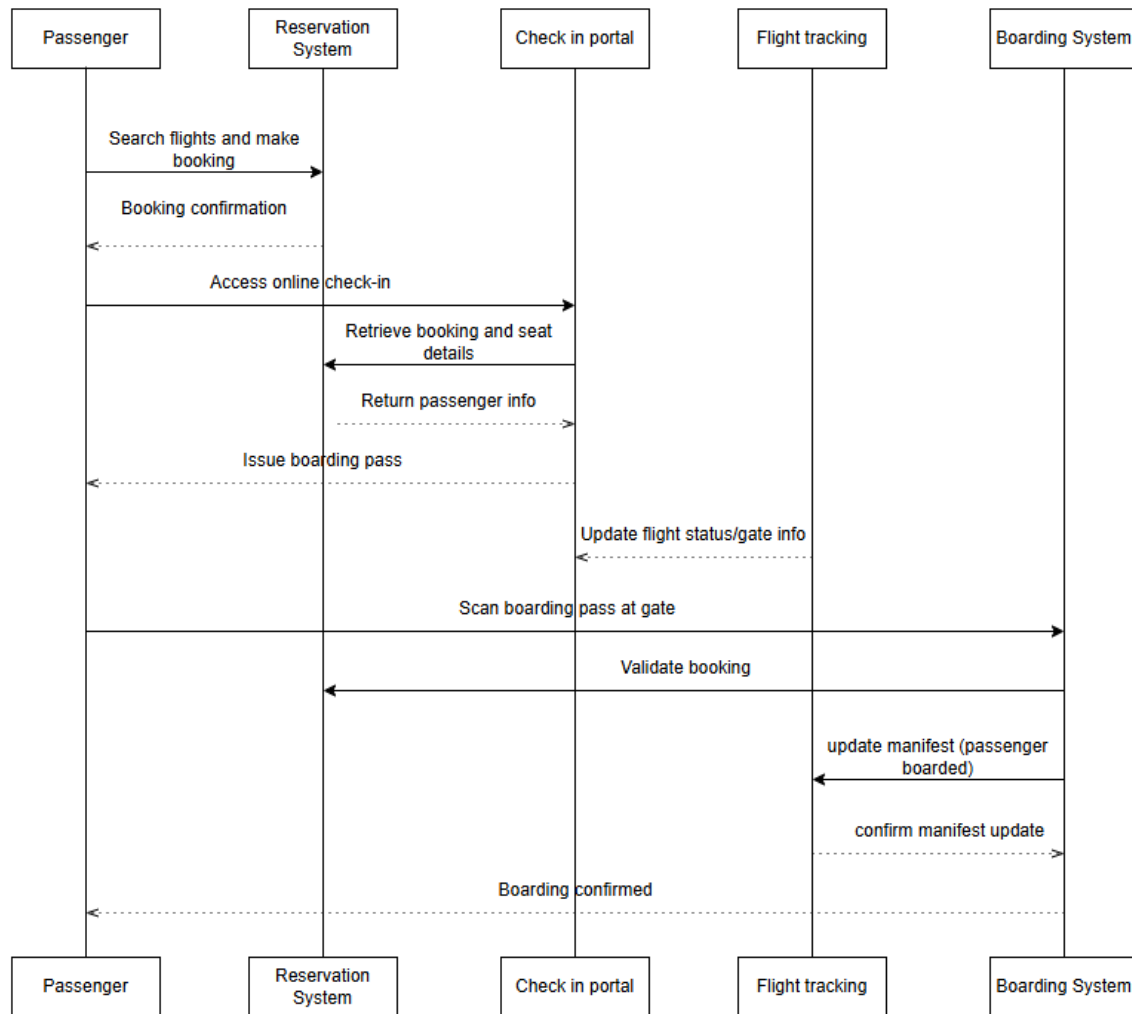 Passenger
Reservation
System
Check in portal
Flight tracking
Boarding System
Search flights and make
booking
Booking confirmation
Access online check-in
Retrieve booking and seat
details
Return passenger info
Issue boarding pass
Update flight status/gate info
Scan boarding pass at gate
Validate booking
update manifest (passenger
boarded)
confirm manifest update
Boarding confirmed
Passenger
Reservation
System
Check in portal
Flight tracking
Boarding System